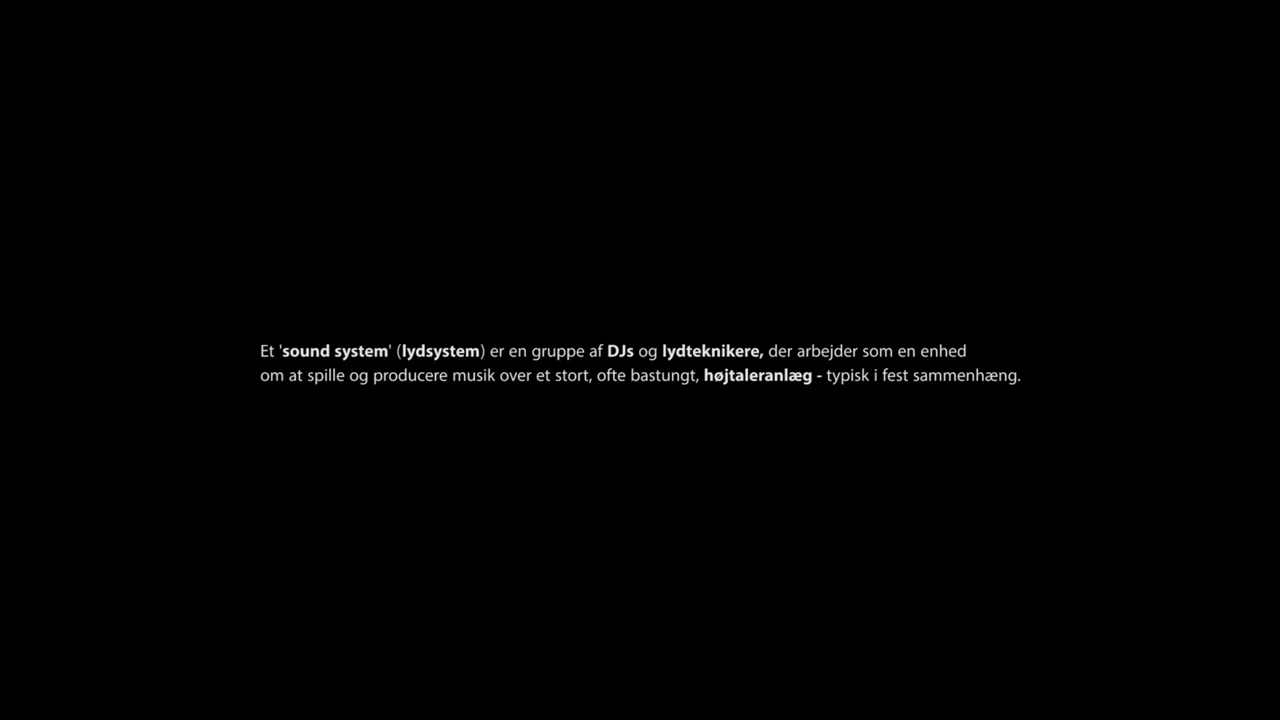 Et 'sound system' (lydsystem) er en gruppe af DJs og lydteknikere, der arbejder som en enhed
om at spille og producere musik over et stort, ofte bastungt, højtaleranlæg - typisk i fest sammenhæng.